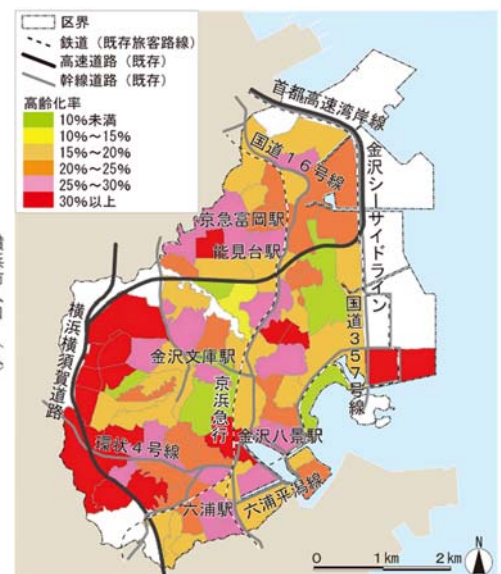 区界
鉄道（既存旅客路線）
高速道路（既存）
幹線道路（既存）
高齢化率
10%未満
10%～15%
15%～20%
20%～25%
25%～30%
30%以上
首都高速湾岸線
国道16号線
金沢シーサイドライン
京急富岡駅
能見台駅
国道357号線
横浜横須賀道路
金沢文庫駅
京浜急行
金沢八景駅
環状4号線
六浦駅
六浦平潟線
N
0 1km 2km